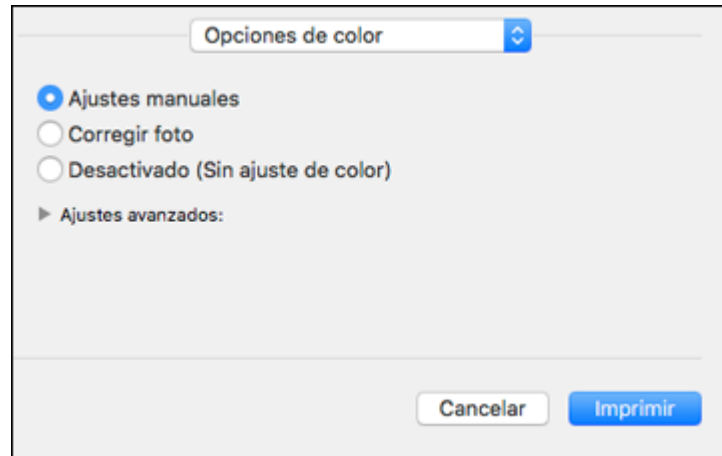 Opciones de color
Ajustes manuales
Corregir foto
Desactivado (Sin ajuste de color)
Ajustes avanzados:
Cancelar Imprimir